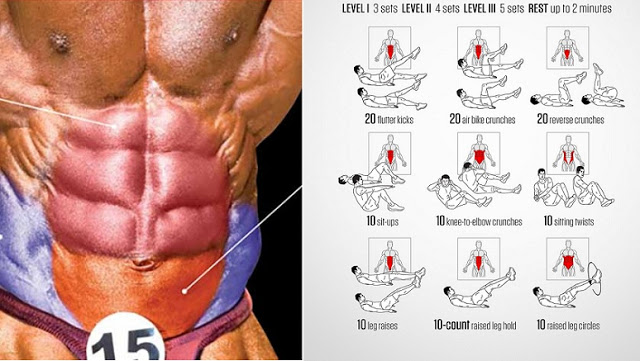 LEVEL I 3 sets LEVEL II 4 sets LEVEL III 5 sets REST up to 2 minutes
20 flutter kicks
20 air bike crunches
20 reverse crunches
10 sit-ups
10 knee-to-elbow crunches
10 sitting twists
10 leg raises
10-count raised leg hold
10 raised leg circles
15